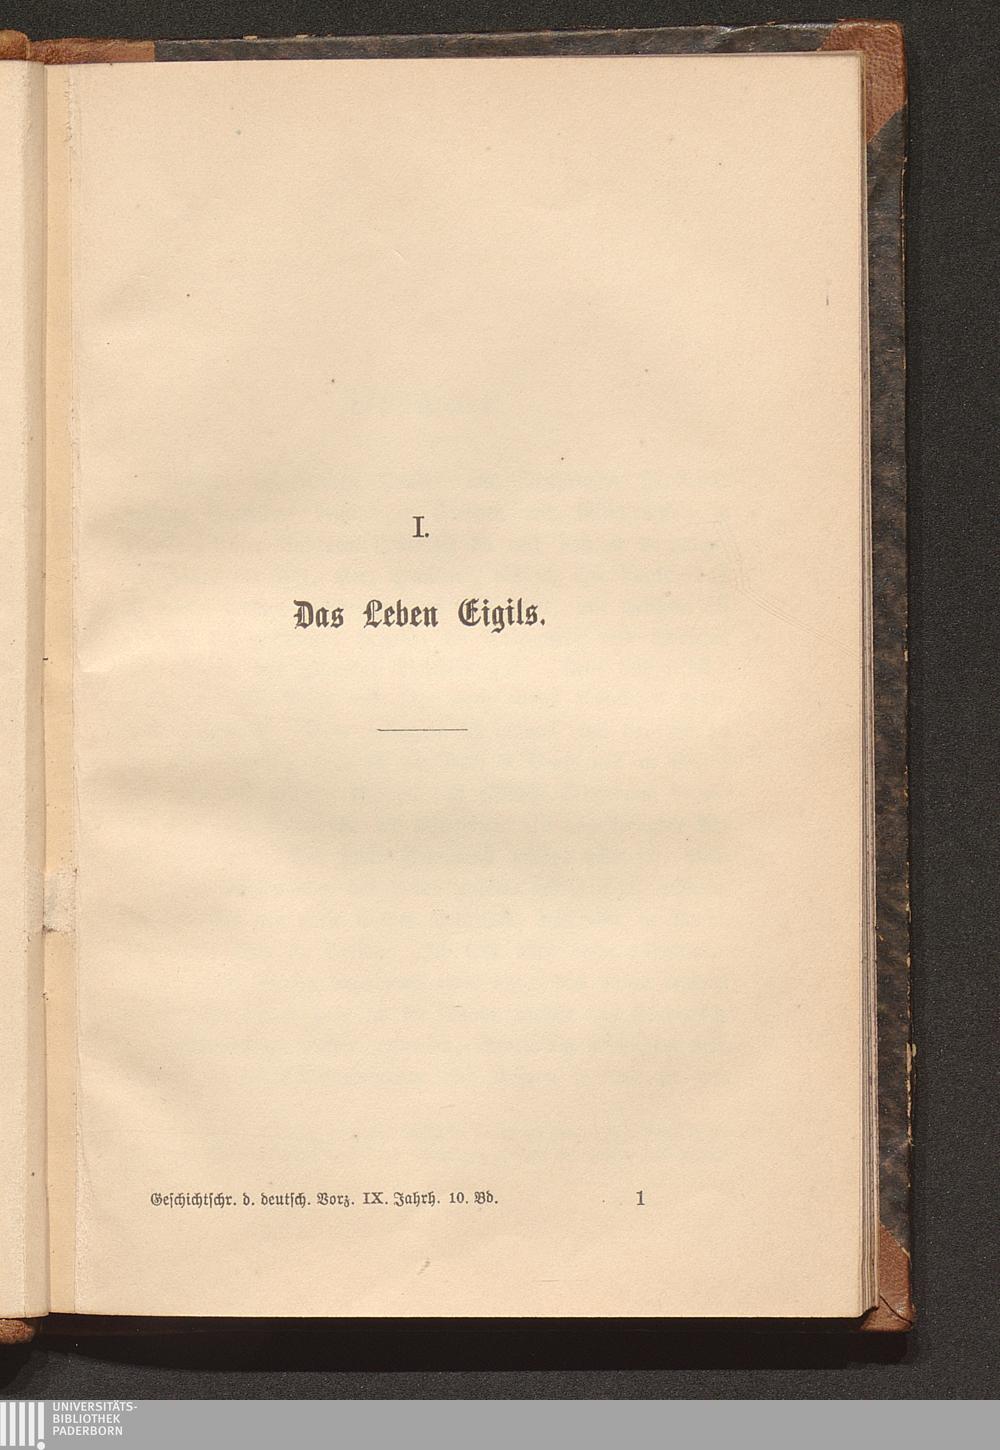 I.
Das Leben Eigils.
Geschichtschr. d. deutsch. Vorz. IX. Jahrh. 10. Bd. 1
UNIVERSITÄTS-
BIBLIOTHEK
PADERBORN